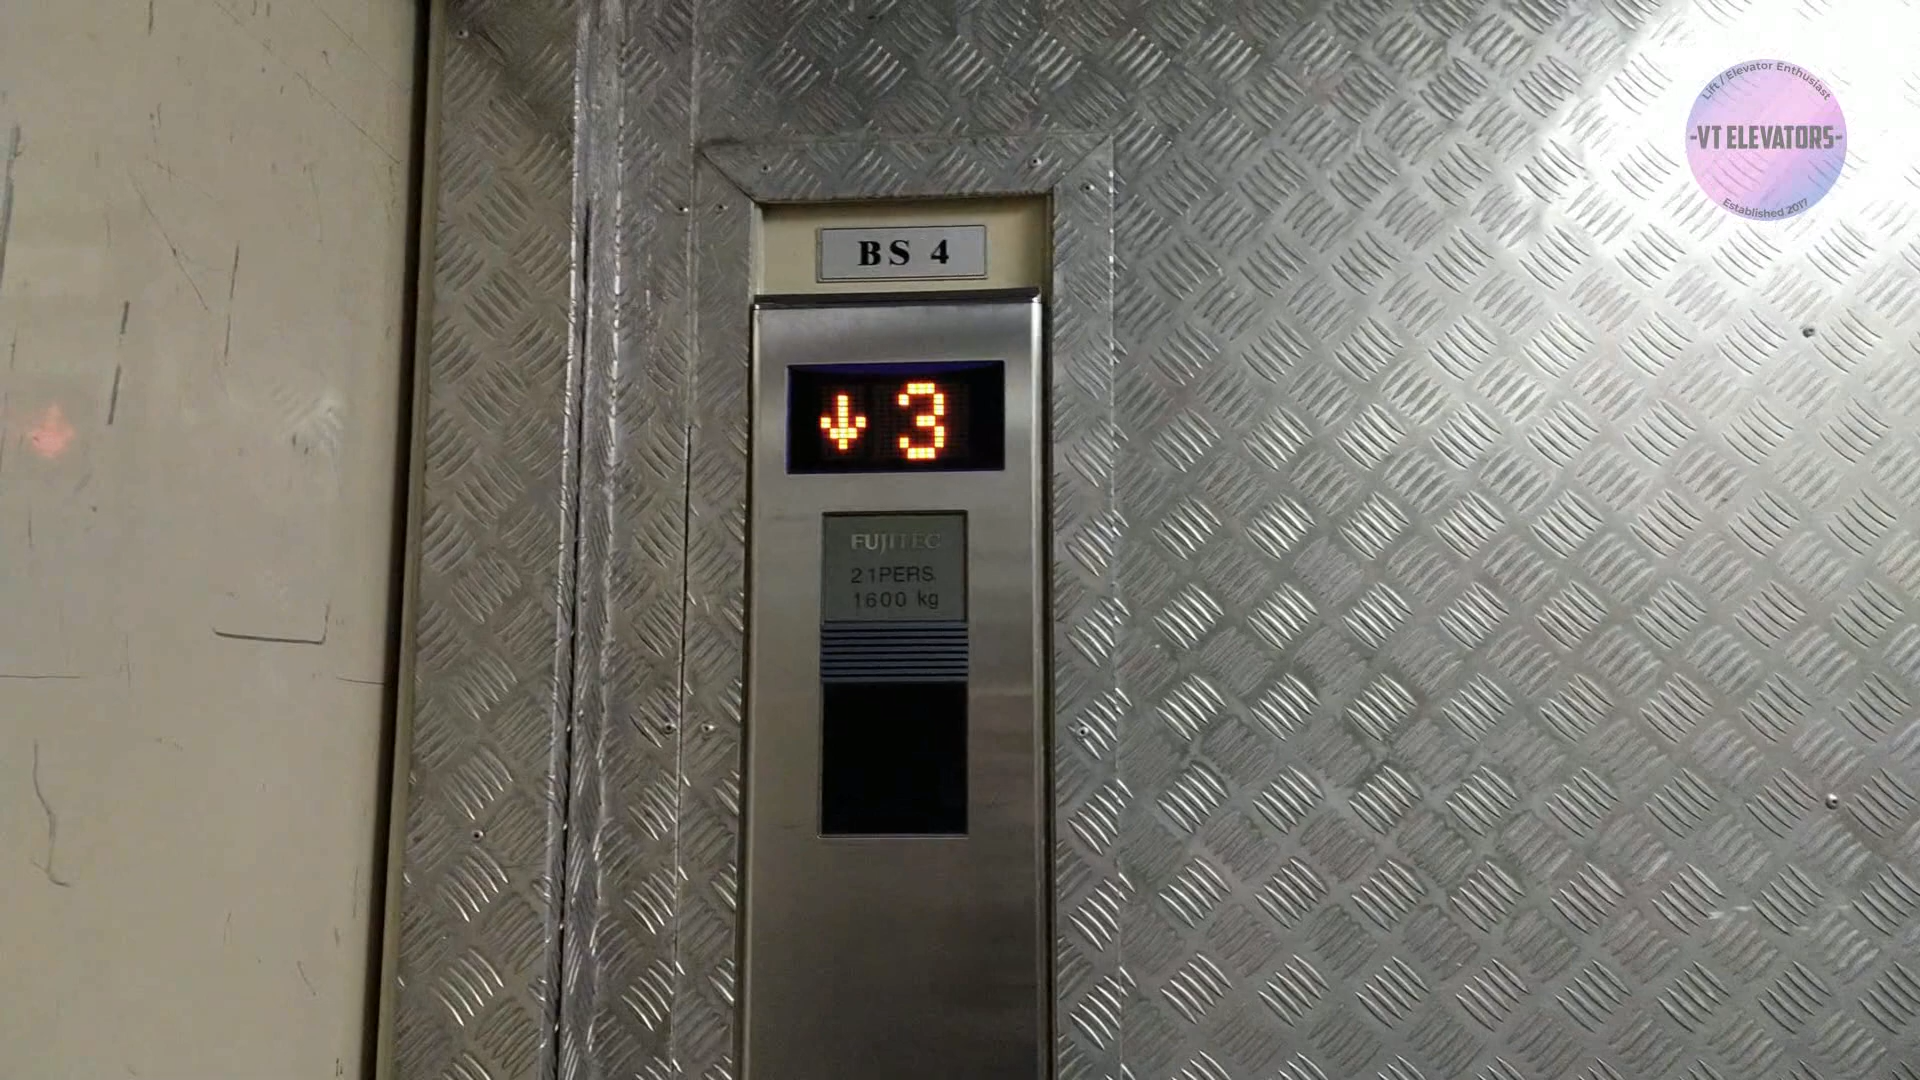 Lift / Elevator Enthusiast
-VT ELEVATORS-
Established 2017
BS 4
↓ 3
FUJITEC
21PERS
1600 kg